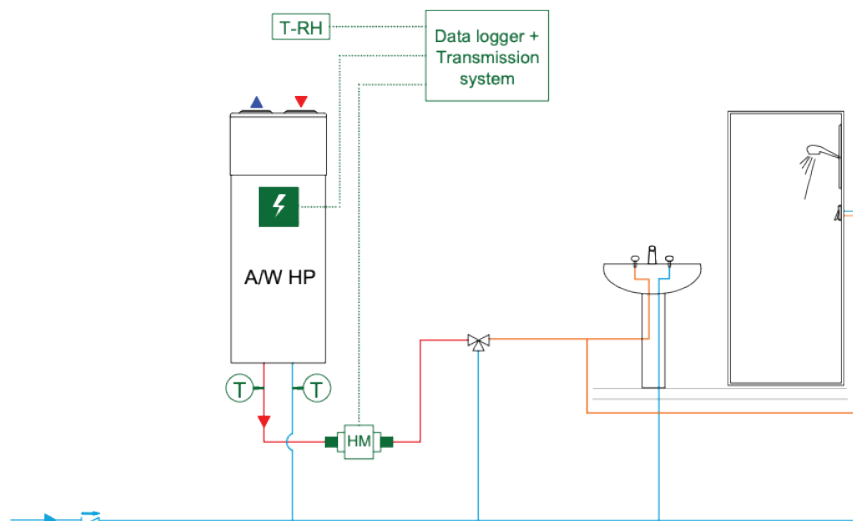 T-RH
Data logger +
Transmission
system
A/W HP
T
T
HM